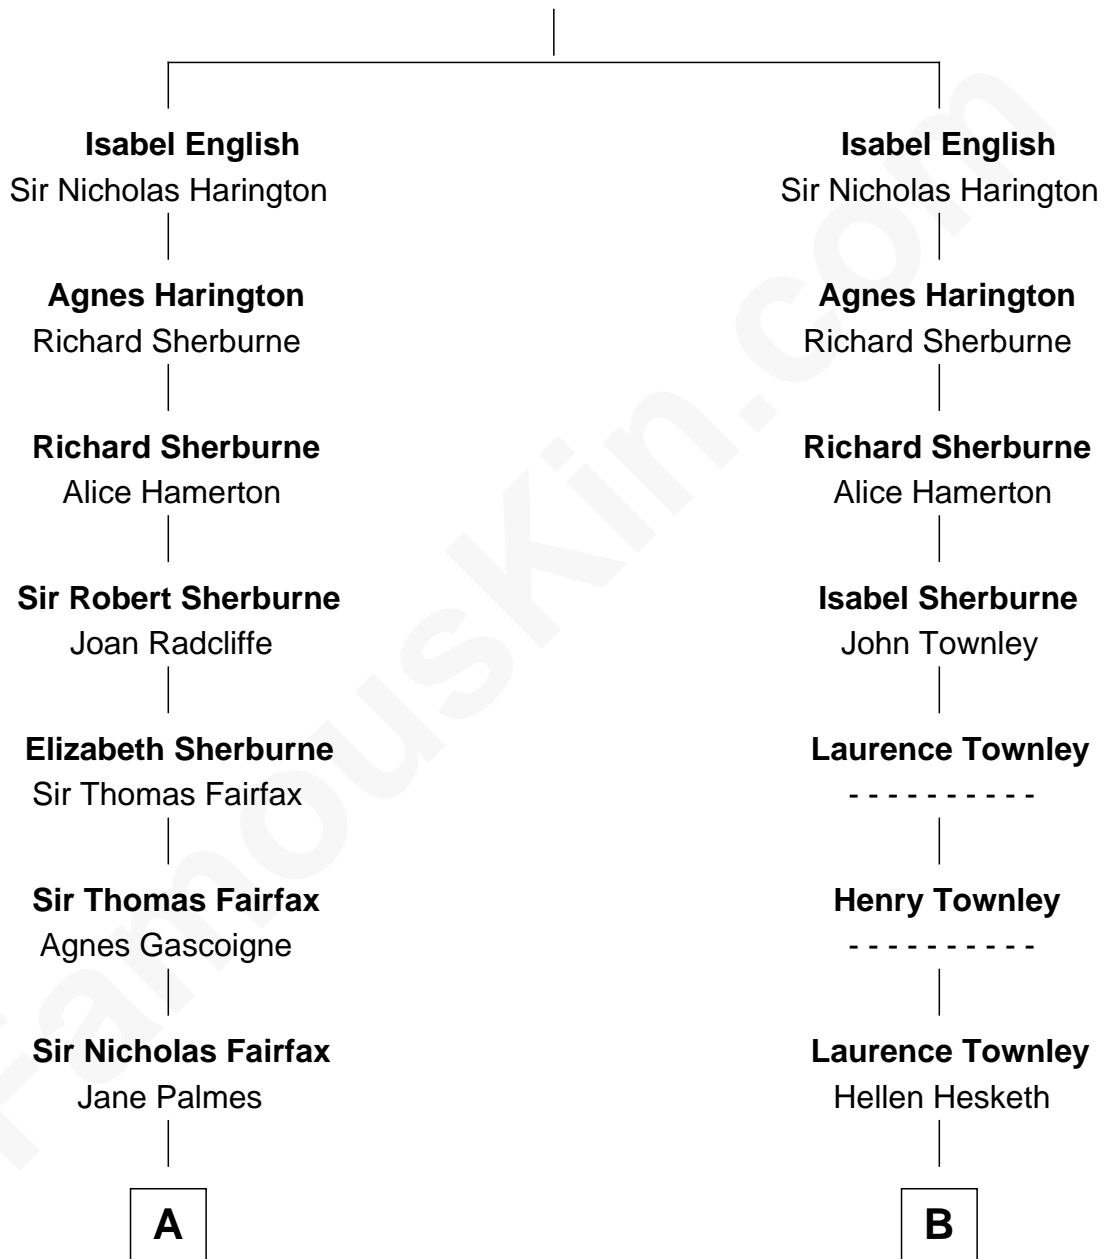 Isabel English Isabel English
Sir Nicholas Harington Sir Nicholas Harington
Agnes Harington Agnes Harington
Richard Sherburne Richard Sherburne
Richard Sherburne Richard Sherburne
Alice Hamerton Alice Hamerton
Sir Robert Sherburne Isabel Sherburne
Joan Radcliffe John Townley
Elizabeth Sherburne Laurence Townley
Sir Thomas Fairfax - - - - - - - - - -
Sir Thomas Fairfax Henry Townley
Agnes Gascoigne - - - - - - - - - -
Sir Nicholas Fairfax Laurence Townley
Jane Palmes Hellen Hesketh
A B
FamousKin.com